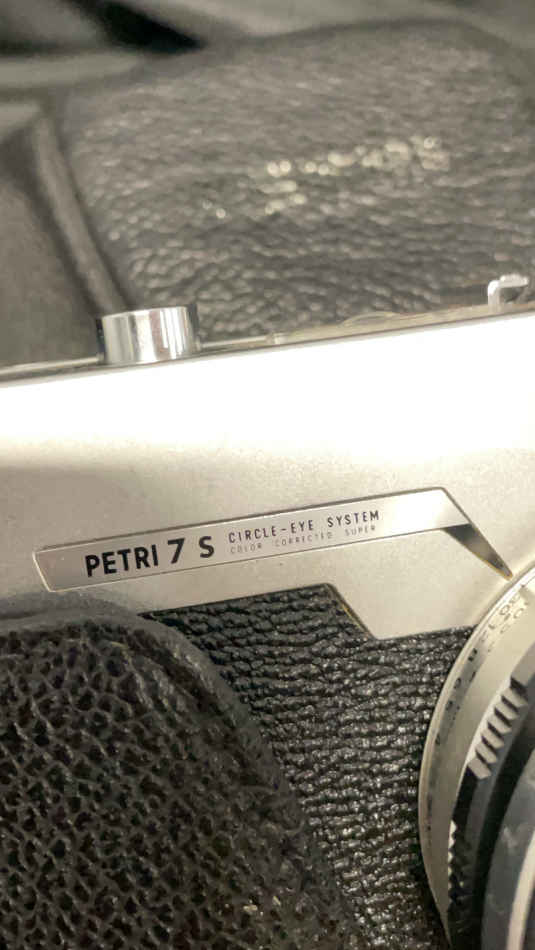 PETRI 7 S
CIRCLE-EYE SYSTEM
COLOR CORRECTED SUPER